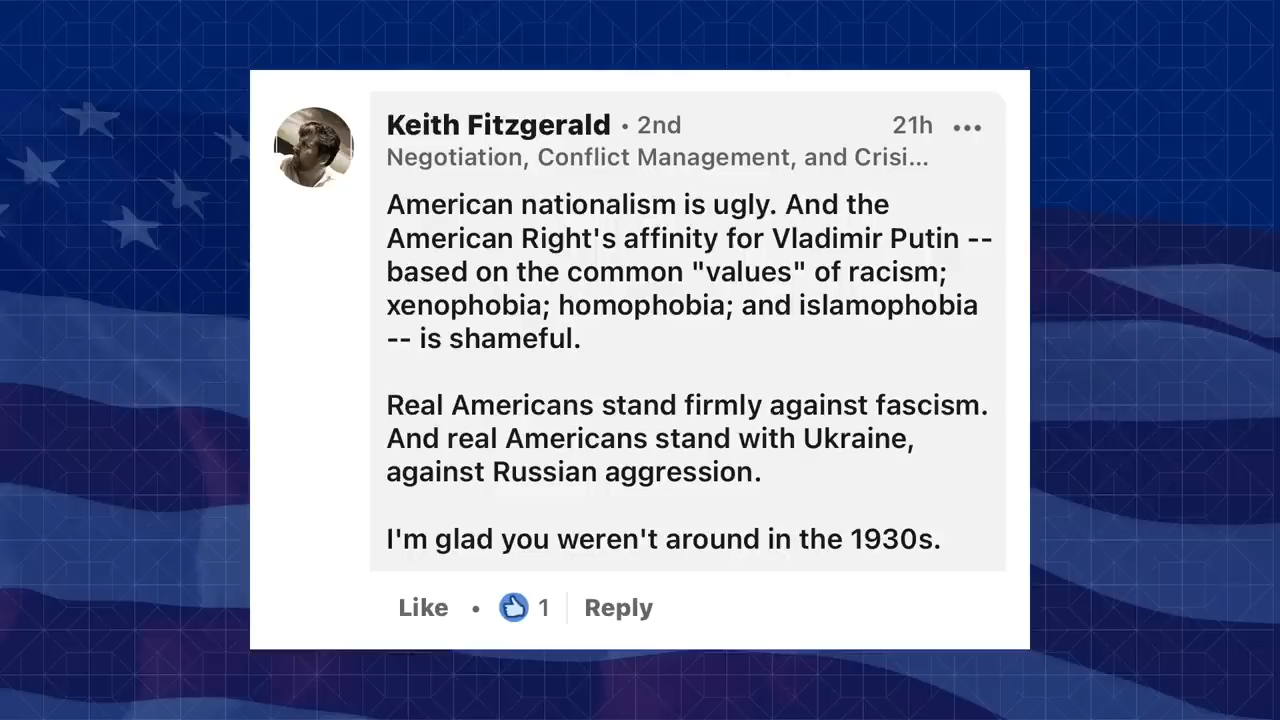 Keith Fitzgerald • 2nd 21h •••
Negotiation, Conflict Management, and Crisi...
American nationalism is ugly. And the
American Right's affinity for Vladimir Putin --
based on the common "values" of racism;
xenophobia; homophobia; and islamophobia
-- is shameful.
Real Americans stand firmly against fascism.
And real Americans stand with Ukraine,
against Russian aggression.
I'm glad you weren't around in the 1930s.
Like • 1 Reply